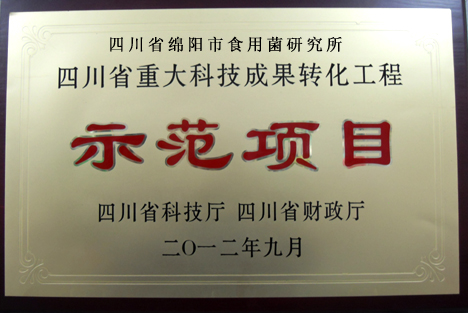 四川省绵阳市食用菌研究所
四川省重大科技成果转化工程
示范项目
四川省科技厅 四川省财政厅
二〇一二年九月